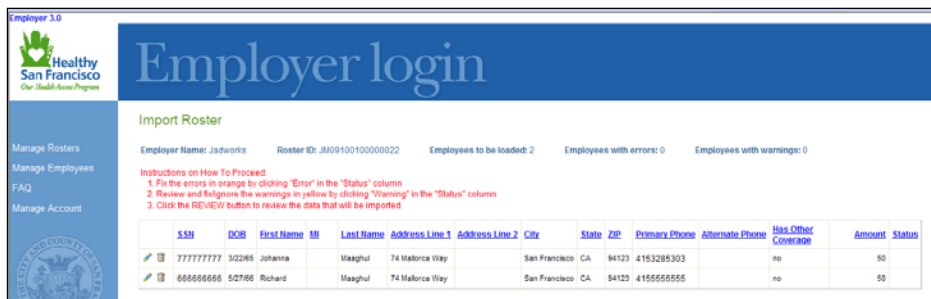 Employer 3.0
Healthy
San Francisco
Our Health Access Program
Employer login
Import Roster
Manage Rosters
Manage Employees
FAQ
Manage Account
Employer Name: Jadworks Roster ID: JM09100100000022 Employees to be loaded: 2 Employees with errors: 0 Employees with warnings: 0
Instructions on How To Proceed:
1. Fix the errors in orange by clicking "Error" in the "Status" column
2. Review and fix/ignore the warnings in yellow by clicking "Warning" in the "Status" column
3. Click the REVIEW button to review the data that will be imported.
SSN DOB First Name MI Last Name Address Line 1 Address Line 2 City State ZIP Primary Phone Alternate Phone Has Other Coverage Amount Status
777777777 3/22/65 Johanna Maaghul 74 Mallorca Way San Francisco CA 94123 4153285303 no 50
666666666 5/27/66 Richard Maaghul 74 Mallorca Way San Francisco CA 94123 4155555555 no 50